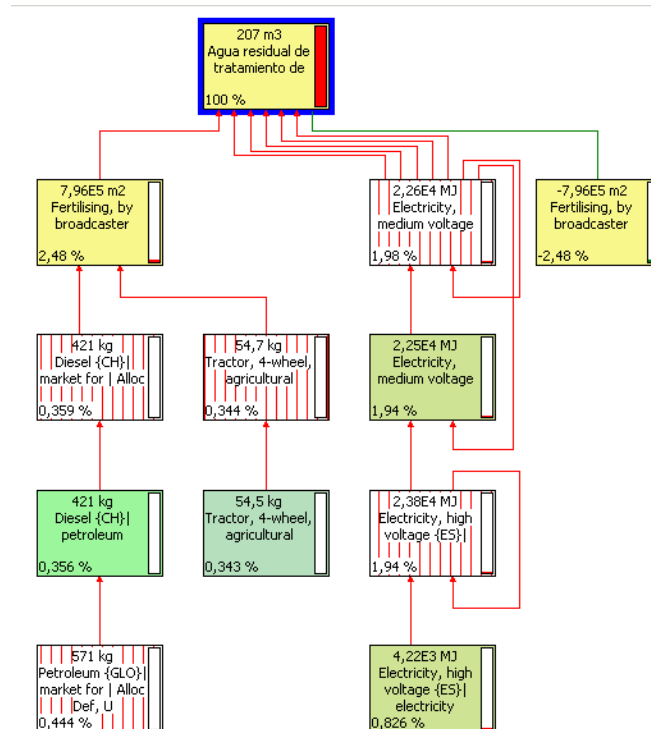 207 m3
Agua residual de
tratamiento de
100 %
7,96E5 m2
Fertilising, by
broadcaster
2,48 %
2,26E4 MJ
Electricity,
medium voltage
1,98 %
-7,96E5 m2
Fertilising, by
broadcaster
-2,48 %
421 kg
Diesel {CH}|
market for | Alloc
0,359 %
54,7 kg
Tractor, 4-wheel,
agricultural
0,344 %
2,25E4 MJ
Electricity,
medium voltage
1,94 %
421 kg
Diesel {CH}|
petroleum
0,356 %
54,5 kg
Tractor, 4-wheel,
agricultural
0,343 %
2,38E4 MJ
Electricity, high
voltage {ES}|
1,94 %
571 kg
Petroleum {GLO}|
market for | Alloc
Def, U
0,444 %
4,22E3 MJ
Electricity, high
voltage {ES}|
electricity
0,826 %